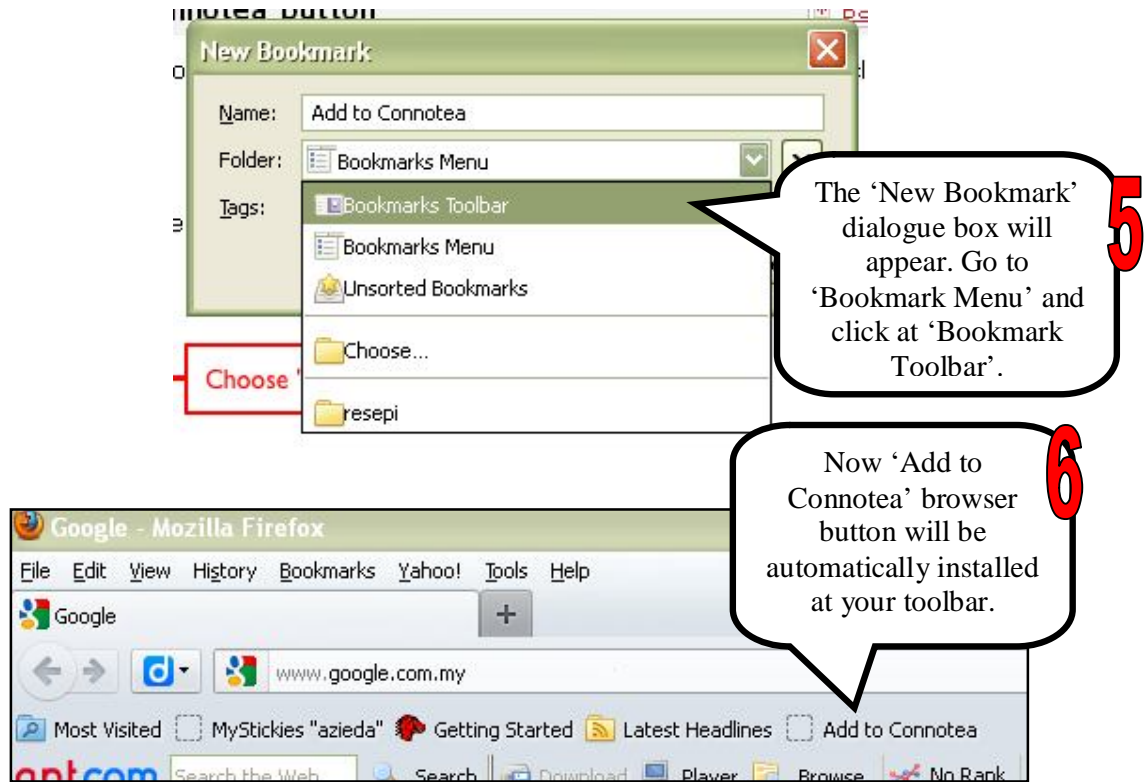 New Bookmark
Name: Add to Connotea
Folder: Bookmarks Menu
Tags: Bookmarks Toolbar
Bookmarks Menu
Unsorted Bookmarks
Choose...
resepi
Choose
The ‘New Bookmark’
dialogue box will
appear. Go to
‘Bookmark Menu’ and
click at ‘Bookmark
Toolbar’.
5
Now ‘Add to
Connotea’ browser
button will be
automatically installed
at your toolbar.
6
Google - Mozilla Firefox
File Edit View History Bookmarks Yahoo! Tools Help
Google
www.google.com.my
Most Visited MyStickies "azieda" Getting Started Latest Headlines Add to Connotea
Search the Web Search Download Player Browse No Rank